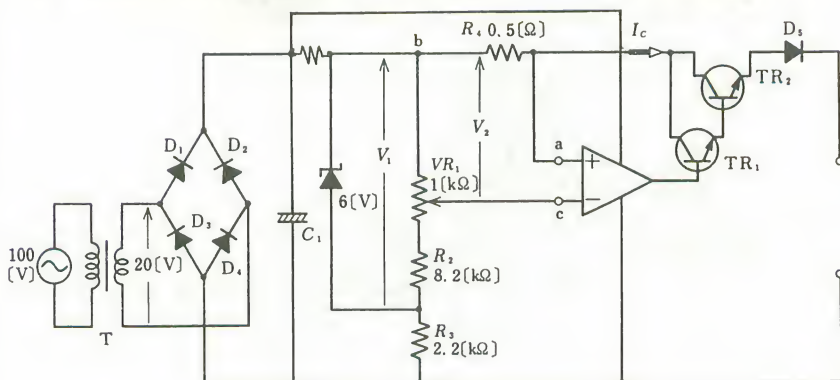 R₄ 0.5〔Ω〕
b
I_C
D₅
TR₂
TR₁
D₁
D₂
V₁
V₂
a
+
VR₁
1〔kΩ〕
6〔V〕
−
c
D₃
D₄
100
〔V〕
20〔V〕
C₁
R₂
8.2〔kΩ〕
T
R₃
2.2〔kΩ〕